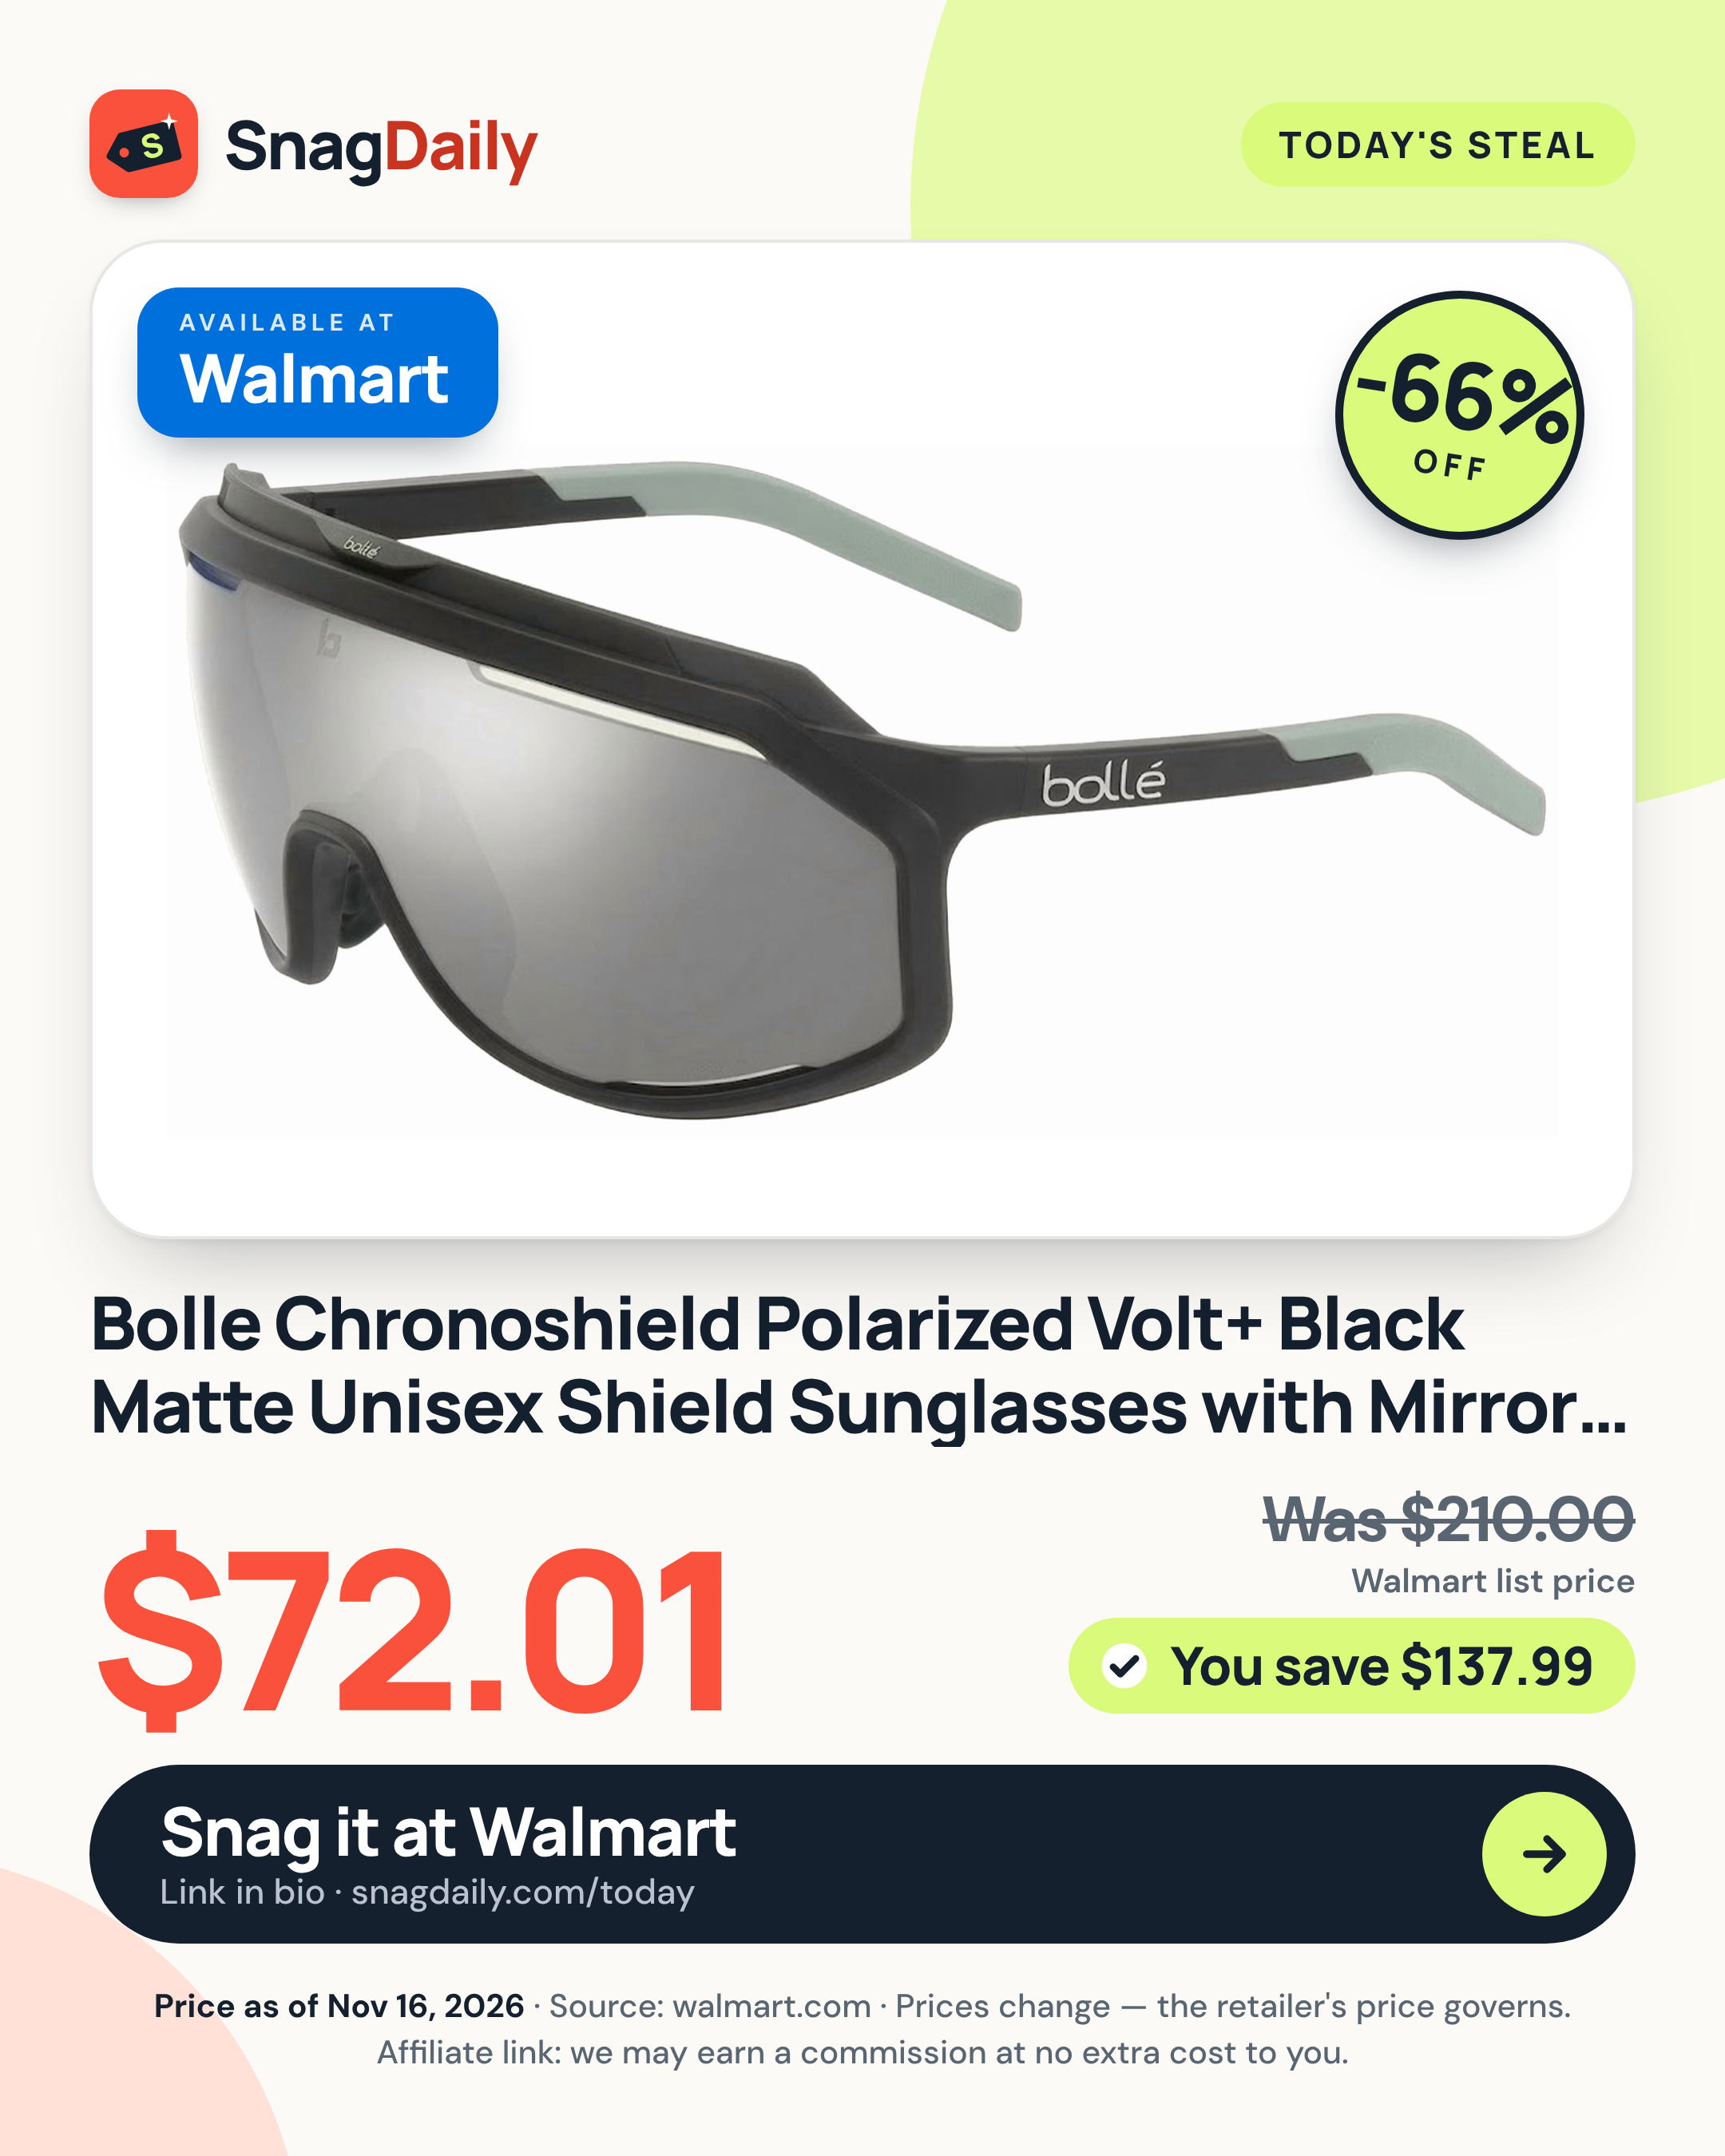 S
SnagDaily
TODAY'S STEAL
AVAILABLE AT
Walmart
-66%
OFF
bollé
b
bollé
Bolle Chronoshield Polarized Volt+ Black
Matte Unisex Shield Sunglasses with Mirror...
Was $210.00
Walmart list price
$72.01
You save $137.99
Snag it at Walmart
Link in bio · snagdaily.com/today
Price as of Nov 16, 2026 · Source: walmart.com · Prices change — the retailer's price governs.
Affiliate link: we may earn a commission at no extra cost to you.